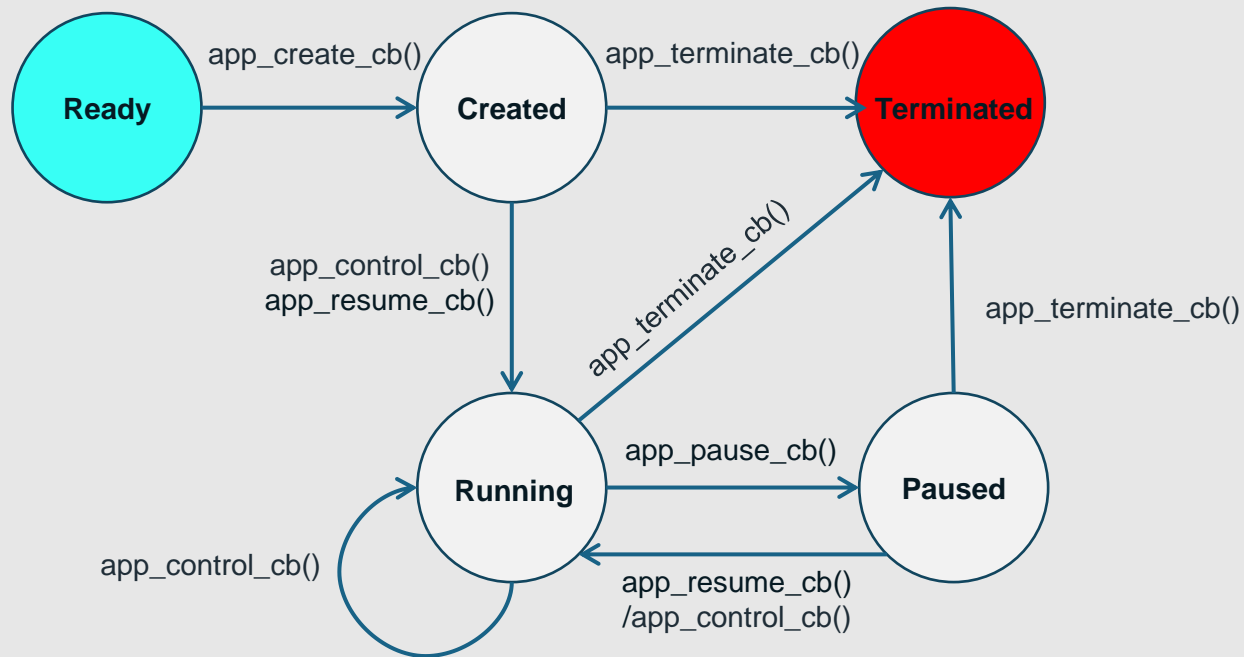 app_create_cb()
app_terminate_cb()
Ready
Created
Terminated
app_control_cb()
app_resume_cb()
app_terminate_cb()
app_terminate_cb()
app_pause_cb()
Running
Paused
app_control_cb()
app_resume_cb()
/app_control_cb()